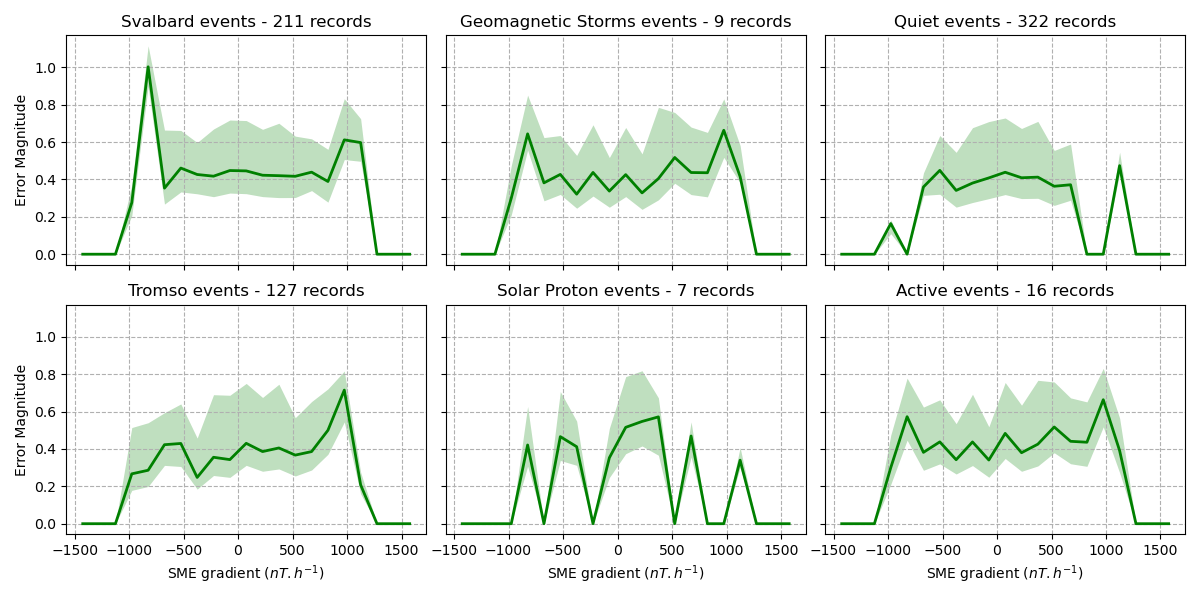 Svalbard events - 211 records
Geomagnetic Storms events - 9 records
Quiet events - 322 records
Error Magnitude
1.0
0.8
0.6
0.4
0.2
0.0
Tromso events - 127 records
Solar Proton events - 7 records
Active events - 16 records
Error Magnitude
1.0
0.8
0.6
0.4
0.2
0.0
−1500 −1000 −500 0 500 1000 1500
−1500 −1000 −500 0 500 1000 1500
−1500 −1000 −500 0 500 1000 1500
SME gradient (nT.h⁻¹)
SME gradient (nT.h⁻¹)
SME gradient (nT.h⁻¹)